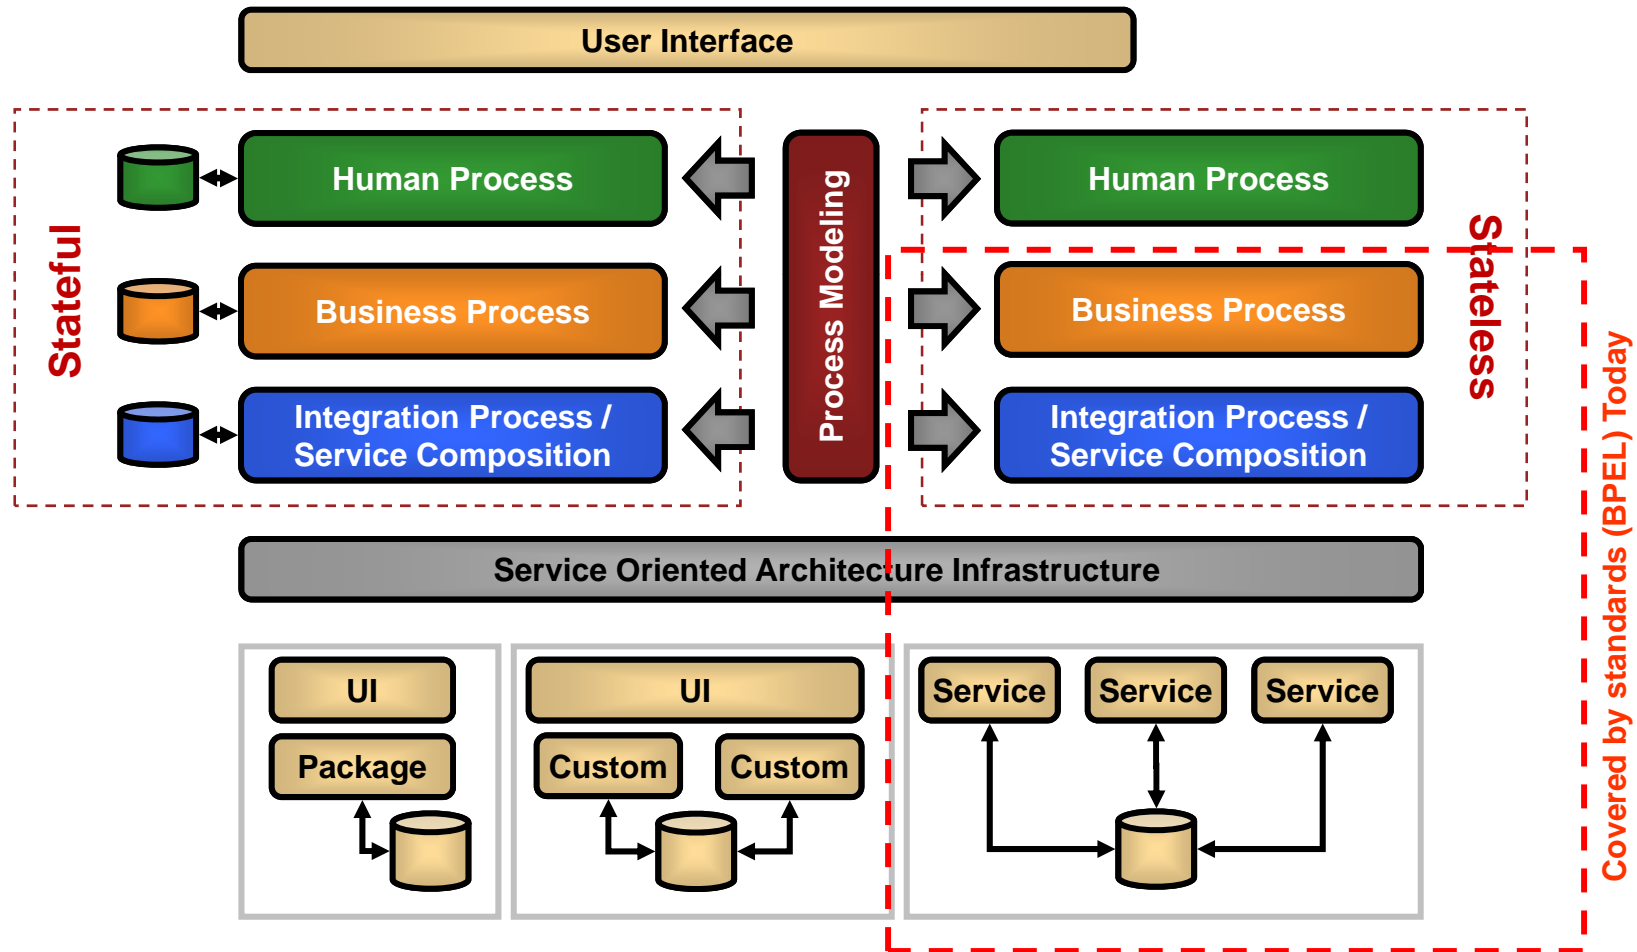 User Interface
Stateful
Human Process
Business Process
Integration Process /
Service Composition
Process Modeling
Human Process
Business Process
Integration Process /
Service Composition
Stateless
Covered by standards (BPEL) Today
Service Oriented Architecture Infrastructure
UI
Package
UI
Custom
Custom
Service
Service
Service